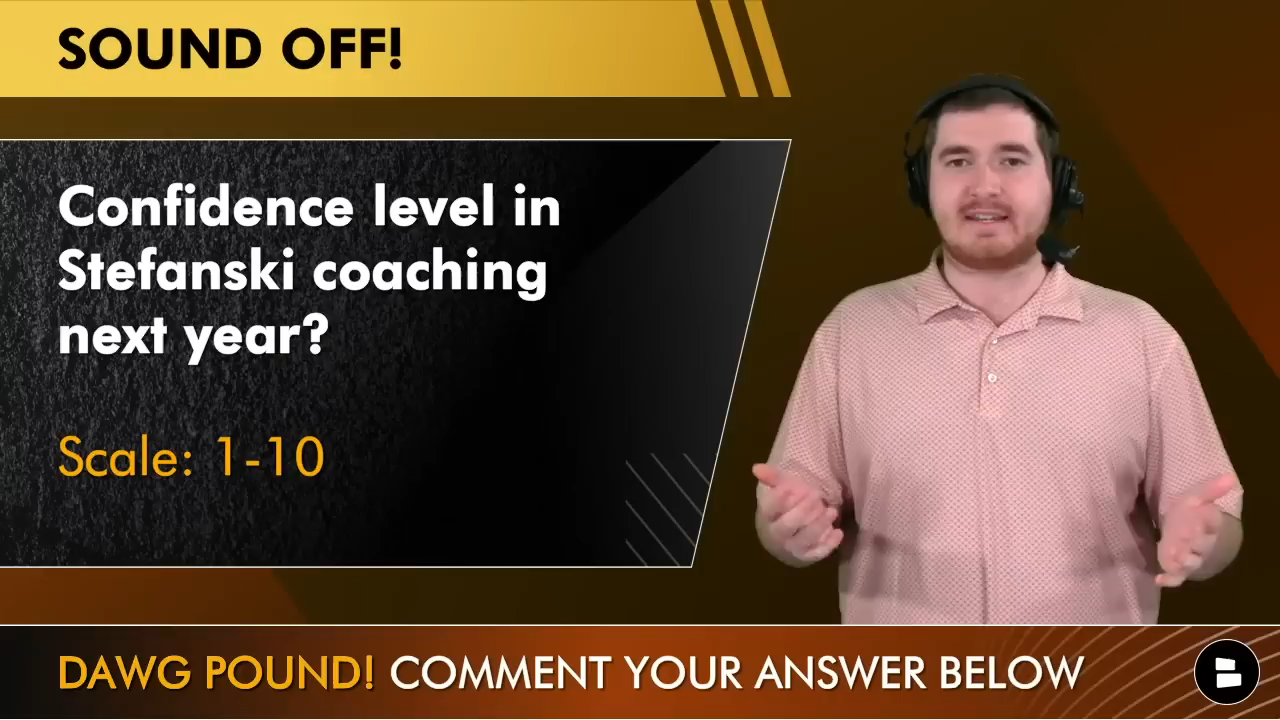 SOUND OFF!
Confidence level in
Stefanski coaching
next year?
Scale: 1-10
DAWG POUND! COMMENT YOUR ANSWER BELOW